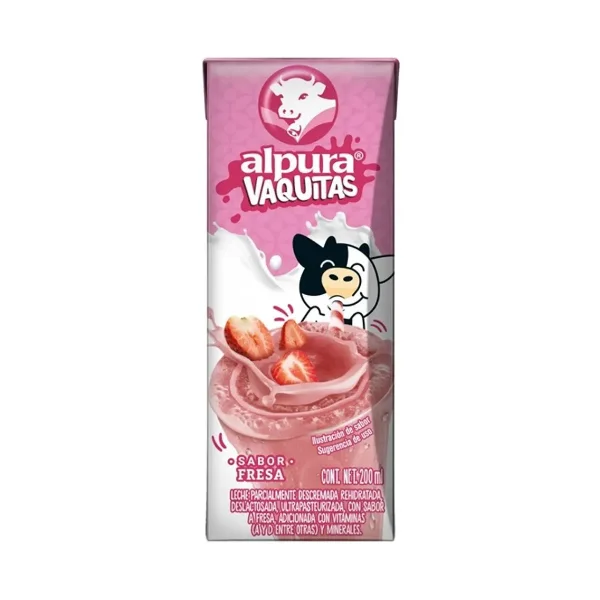 alpura®
VAQUITAS
Ilustración de sabor
Sugerencia de uso
• SABOR •
FRESA
CONT. NET. 200 ml
LECHE PARCIALMENTE DESCREMADA REHIDRATADA,
DESLACTOSADA, ULTRAPASTEURIZADA, CON SABOR
A FRESA, ADICIONADA CON VITAMINAS
(A Y D ENTRE OTRAS) Y MINERALES.